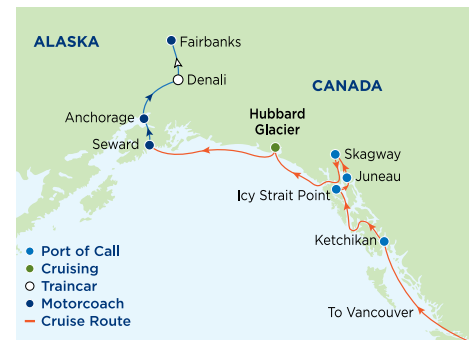 ALASKA
Fairbanks
Denali
CANADA
Anchorage
Hubbard
Glacier
Seward
Skagway
Juneau
Icy Strait Point
Ketchikan
Port of Call
Cruising
Traincar
Motorcoach
Cruise Route
To Vancouver